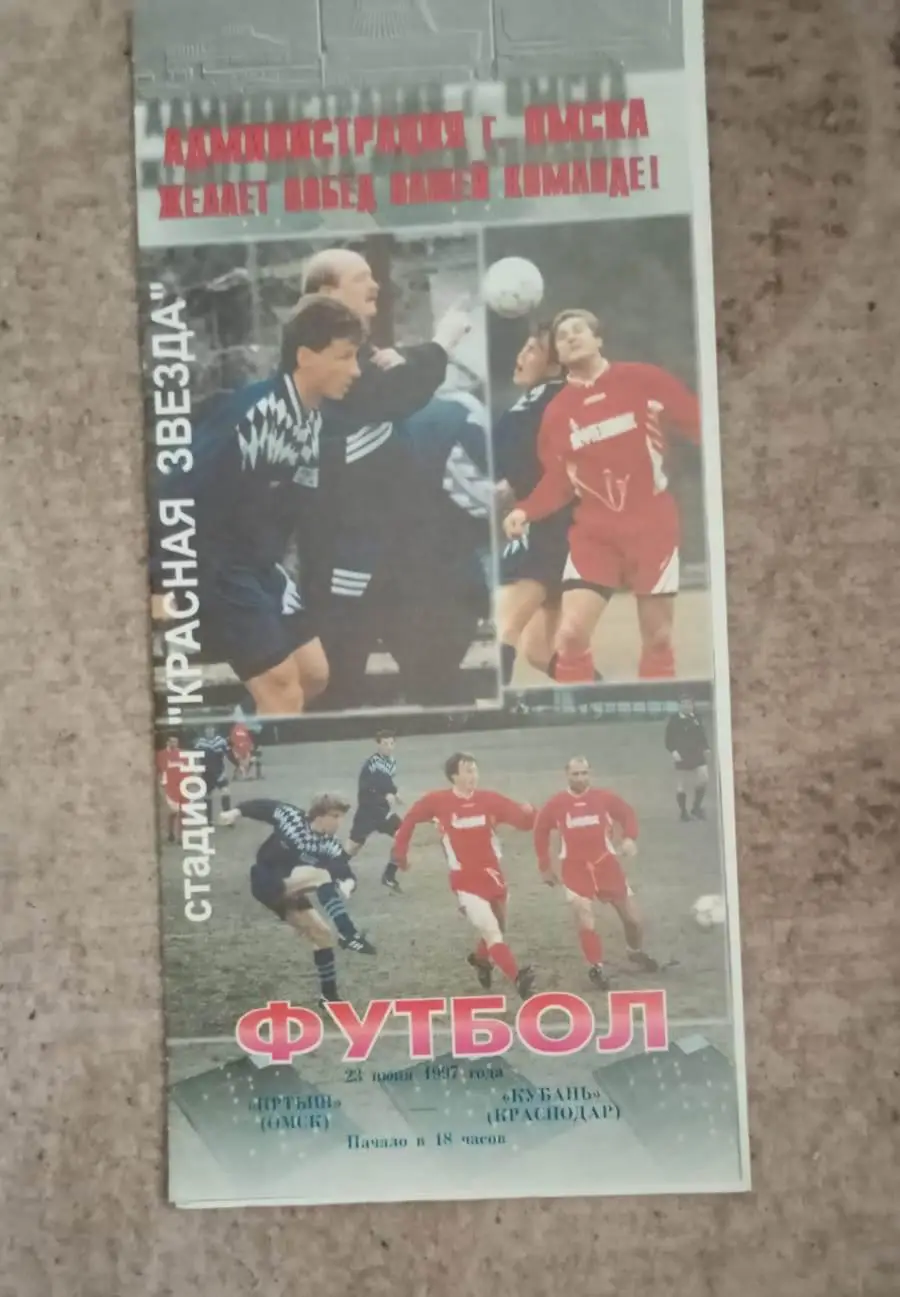 АДМИНИСТРАЦИЯ г. ОМСКА
ЖЕЛАЕТ ПОБЕД НАШЕЙ КОМАНДЕ!
стадион "КРАСНАЯ ЗВЕЗДА"
ФУТБОЛ
23 июня 1997 года
«ИРТЫШ» — «КУБАНЬ»
(ОМСК) (КРАСНОДАР)
Начало в 18 часов